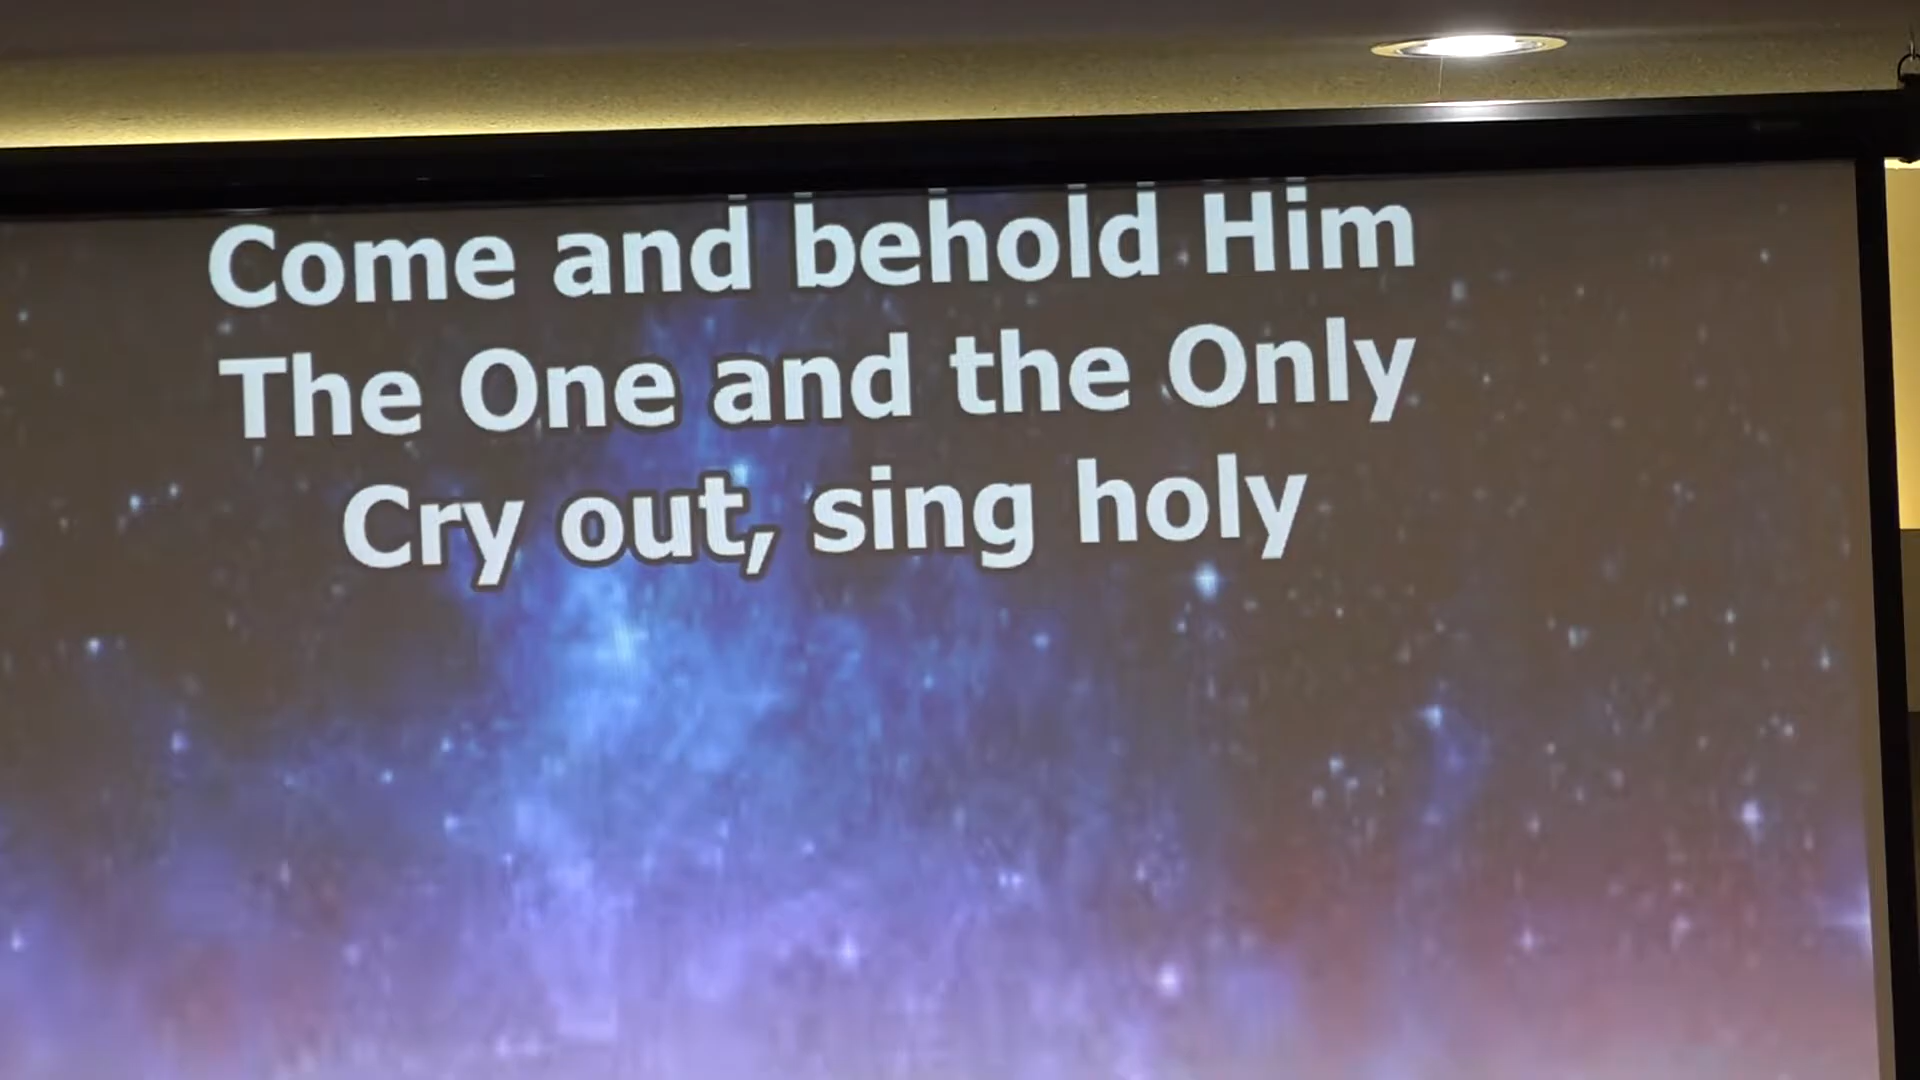 Come and behold Him
The One and the Only
Cry out, sing holy